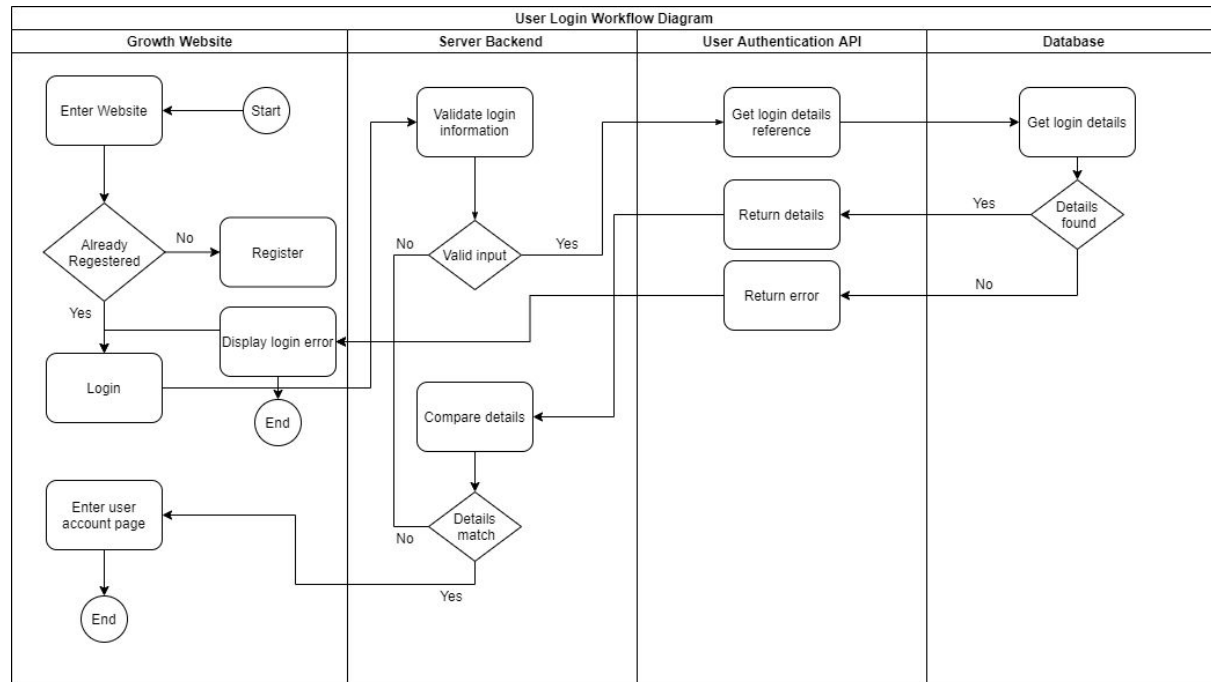 User Login Workflow Diagram
Growth Website
Server Backend
User Authentication API
Database
Enter Website
Start
Already
Regestered
No
Register
Yes
Display login error
Login
End
Enter user
account page
End
Validate login
information
No
Valid input
Yes
Compare details
Details
match
No
Yes
Get login details
reference
Return details
Return error
Get login details
Yes
Details
found
No